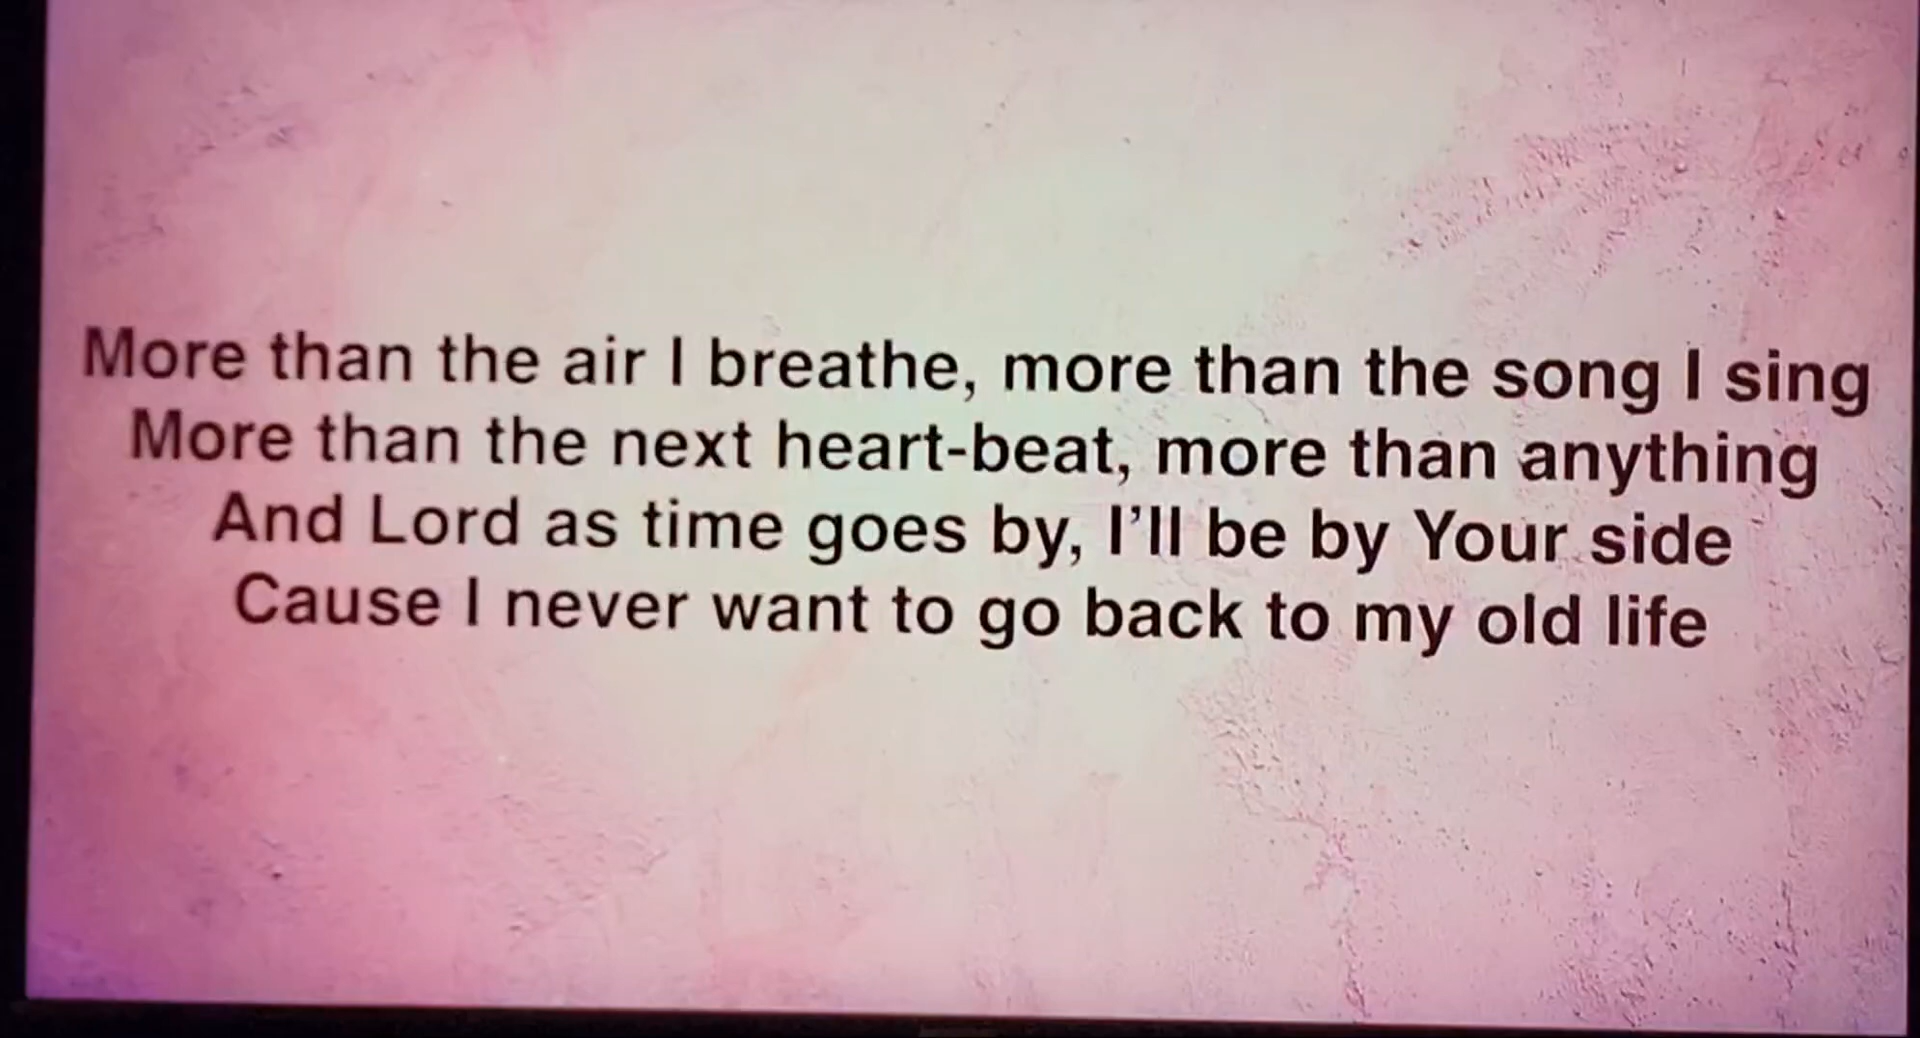 More than the air I breathe, more than the song I sing
More than the next heart-beat, more than anything
And Lord as time goes by, I'll be by Your side
Cause I never want to go back to my old life